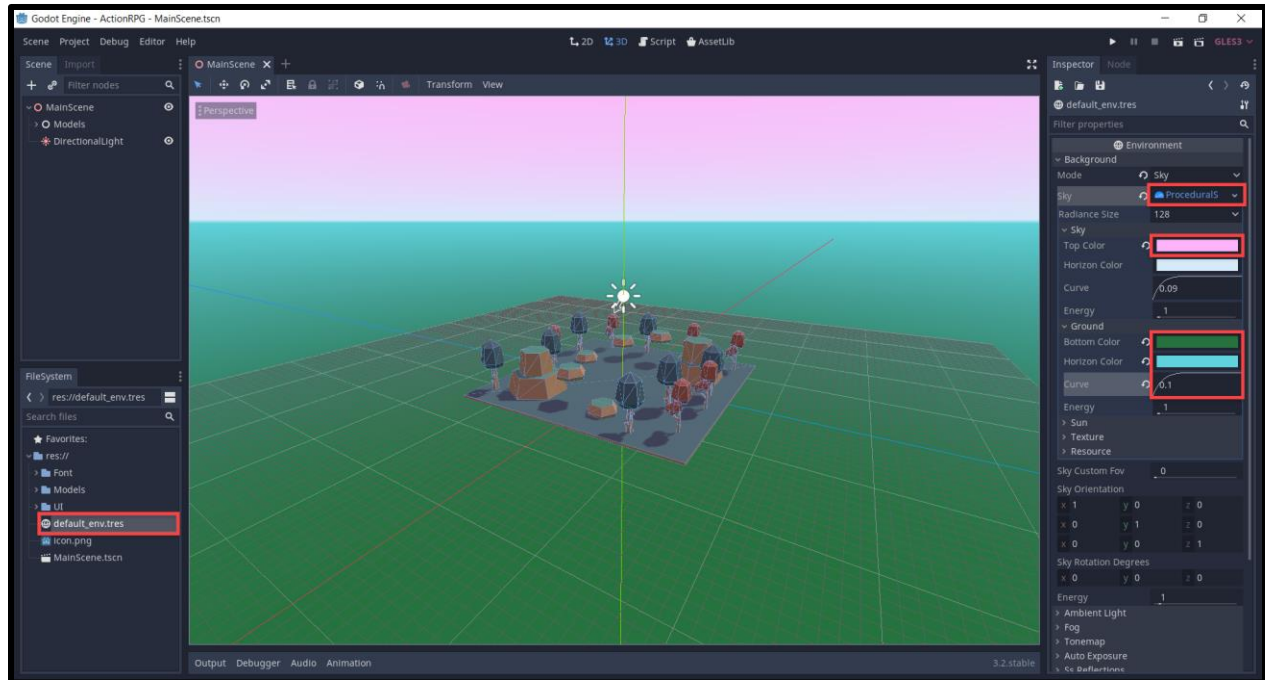 Godot Engine - ActionRPG - MainScene.tscn
Scene Project Debug Editor Help
2D 3D Script AssetLib
GLES3
Scene Import
Filter nodes
MainScene
Models
DirectionalLight
FileSystem
res://default_env.tres
Search files
Favorites:
res://
Font
Models
UI
default_env.tres
icon.png
MainScene.tscn
MainScene
Transform View
Perspective
Output Debugger Audio Animation
3.2.stable
Inspector Node
default_env.tres
Filter properties
Environment
Background
Mode Sky
Sky ProceduralS
Radiance Size 128
Sky
Top Color
Horizon Color
Curve 0.09
Energy 1
Ground
Bottom Color
Horizon Color
Curve 0.1
Energy 1
Sun
Texture
Resource
Sky Custom Fov 0
Sky Orientation
x 1 y 0 z 0
x 0 y 1 z 0
x 0 y 0 z 1
Sky Rotation Degrees
x 0 y 0 z 0
Energy 1
Ambient Light
Fog
Tonemap
Auto Exposure
Ss Reflections